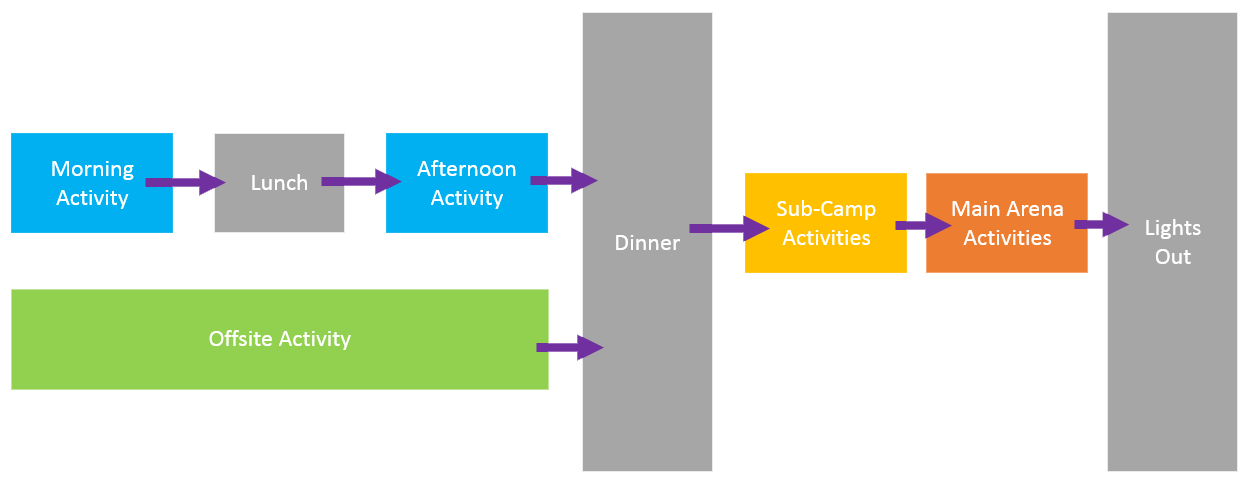 Morning
Activity
Lunch
Afternoon
Activity
Offsite Activity
Dinner
Sub-Camp
Activities
Main Arena
Activities
Lights
Out